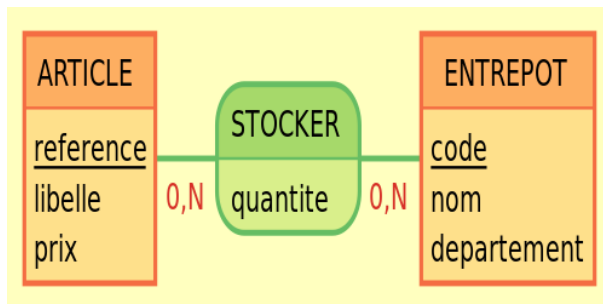 ARTICLE
reference
libelle
prix
0,N
STOCKER
quantite
0,N
ENTREPOT
code
nom
departement